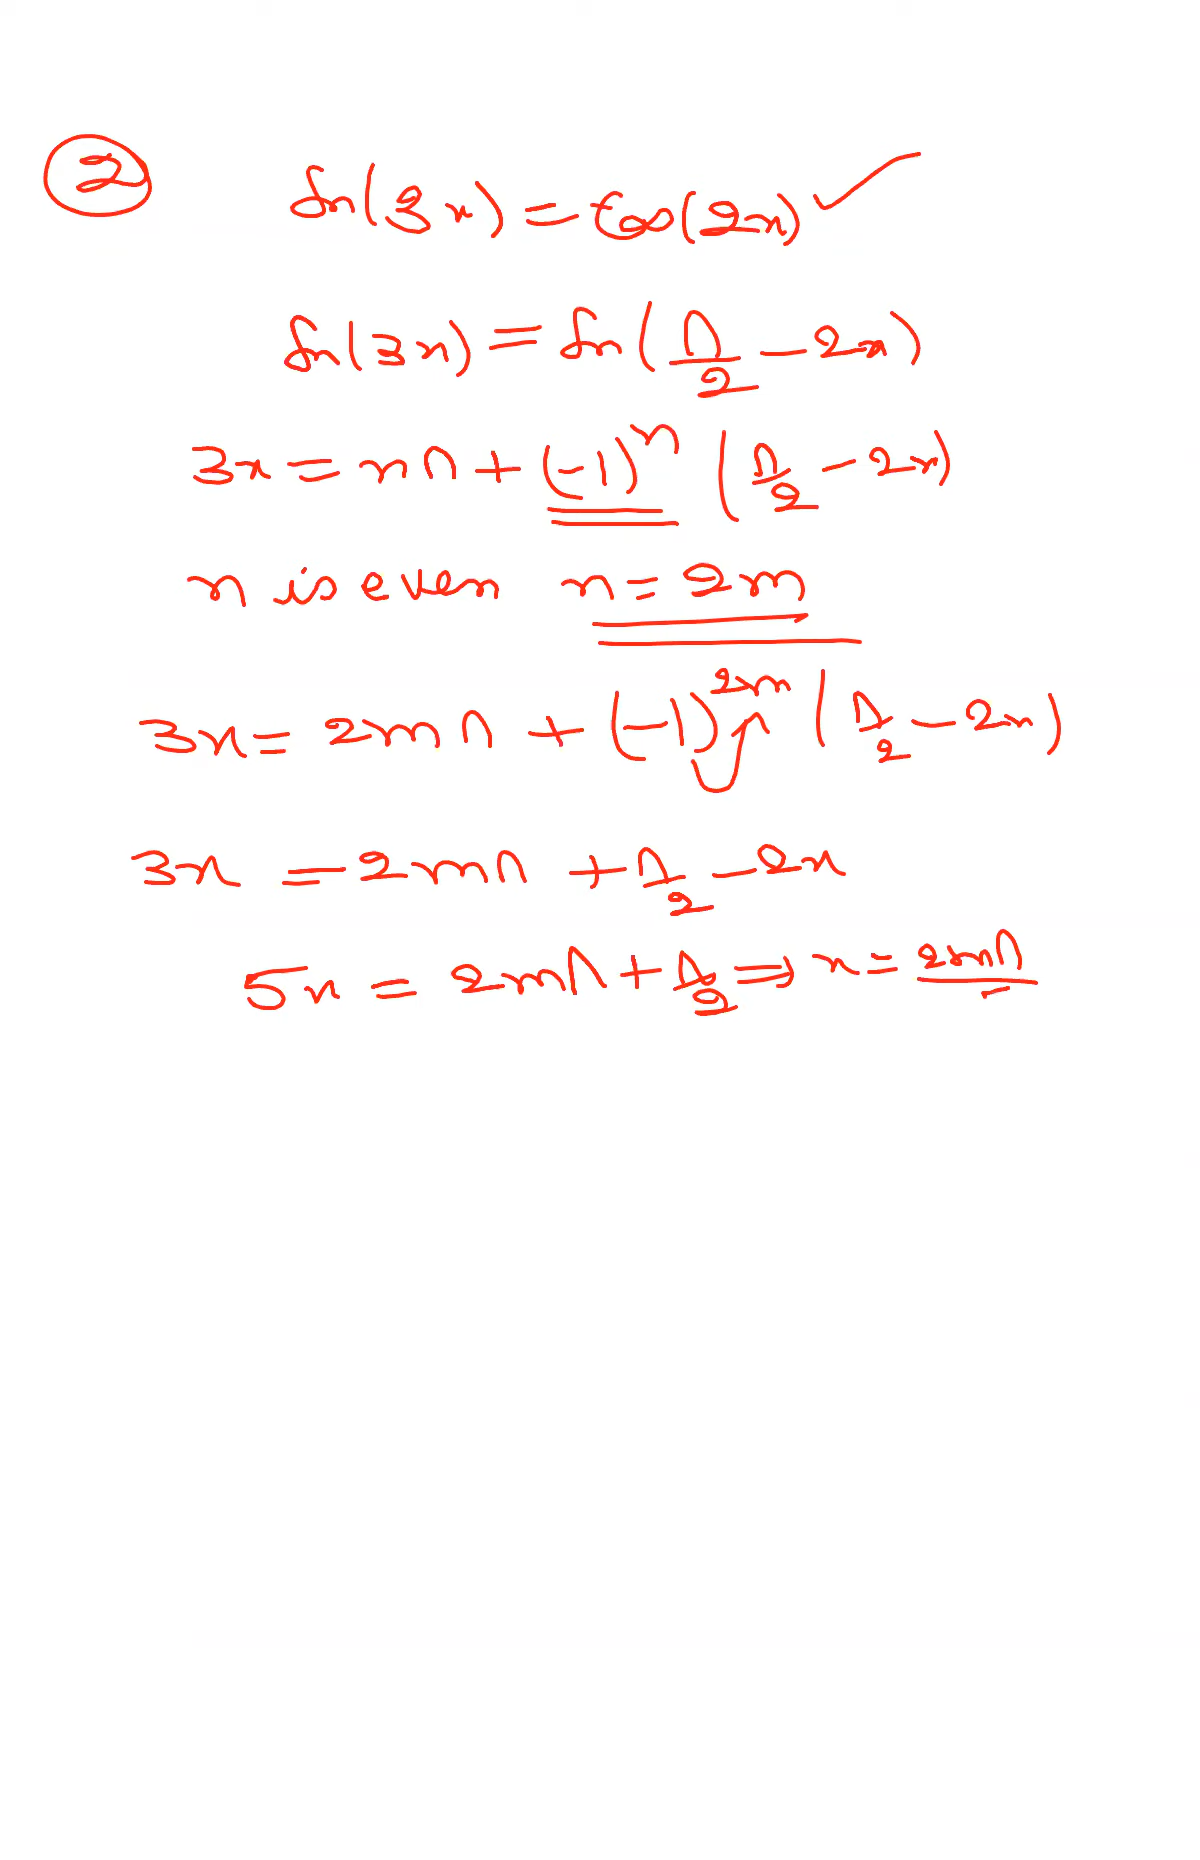 ② sin(3x) = cos(2x) ✓
sin(3x) = sin(π/2 - 2x)
3x = nπ + (-1)^n (π/2 - 2x)
n is even n = 2m
3x = 2mπ + (-1)^2m (π/2 - 2x)
3x = 2mπ + π/2 - 2x
5x = 2mπ + π/2 ⇒ x = 2mπ/